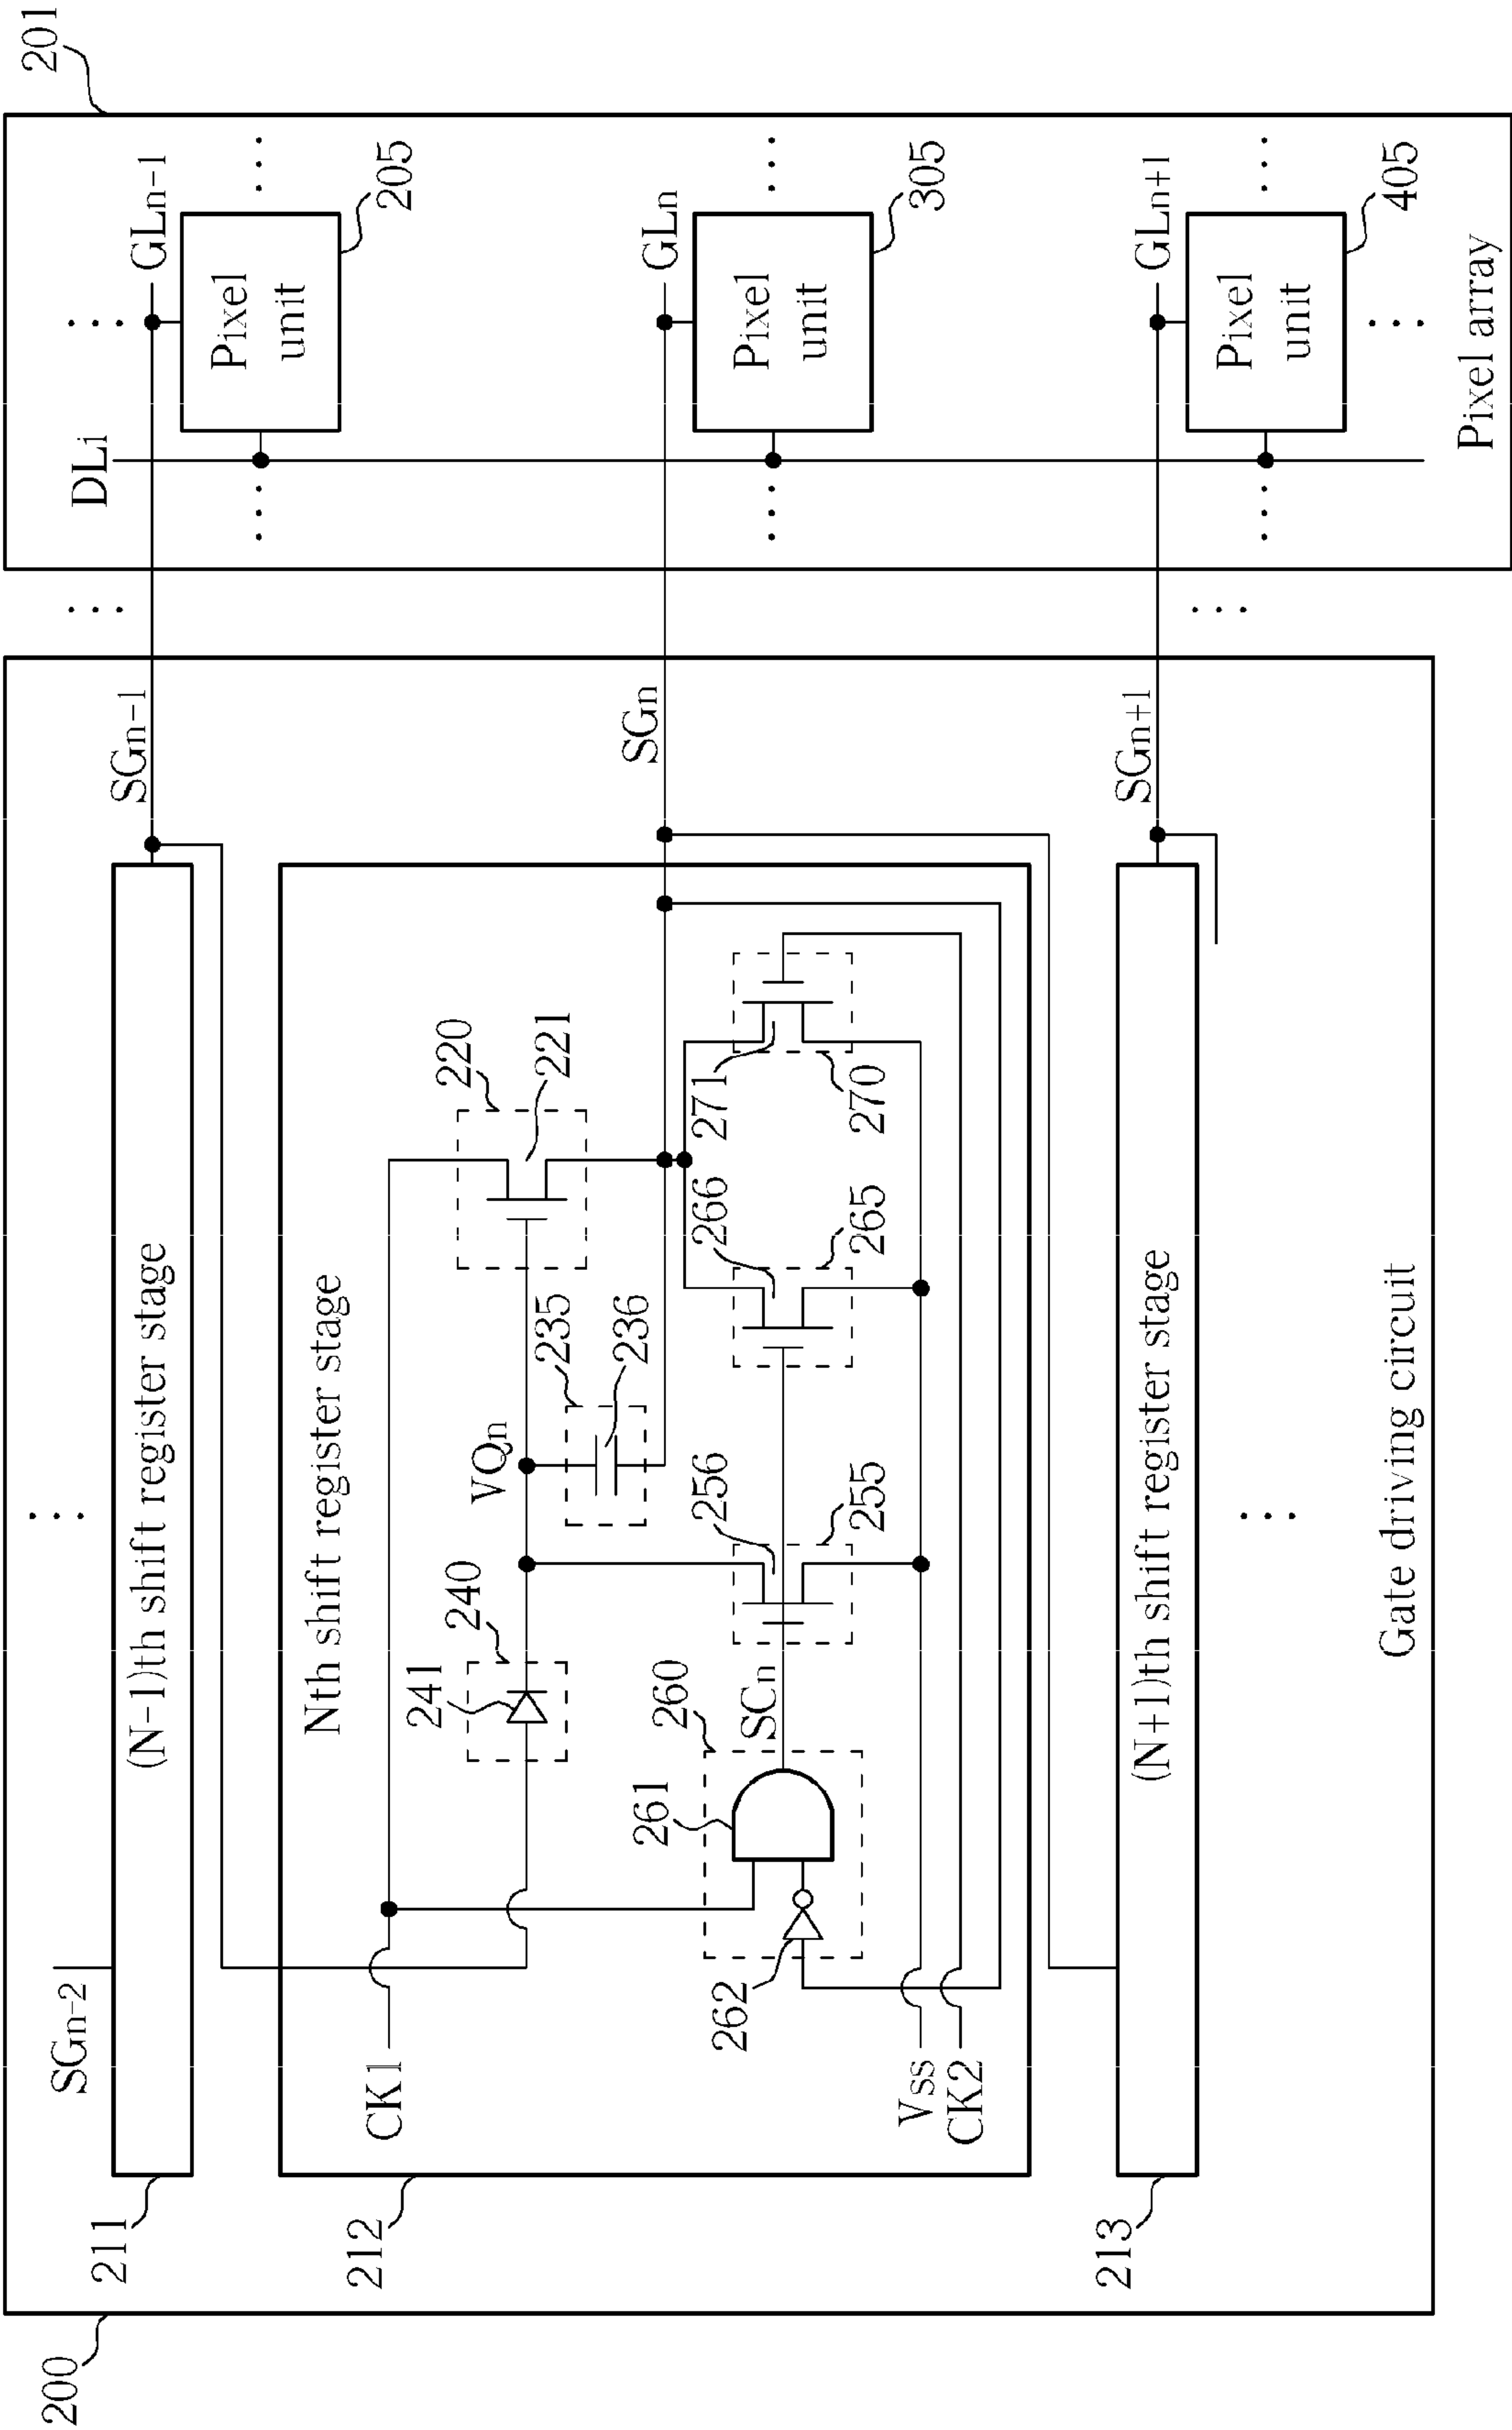 200
201
211
SGn-2
(N-1)th shift register stage
SGn-1
DLi
GLn-1
Pixel
unit
205
212
Nth shift register stage
CK1
220
221
241
240
VQn
235
236
SGn
GLn
Pixel
unit
305
260
261
262
SCn
256
255
266
265
271
270
Vss
CK2
213
(N+1)th shift register stage
SGn+1
GLn+1
Pixel
unit
405
Gate driving circuit
Pixel array